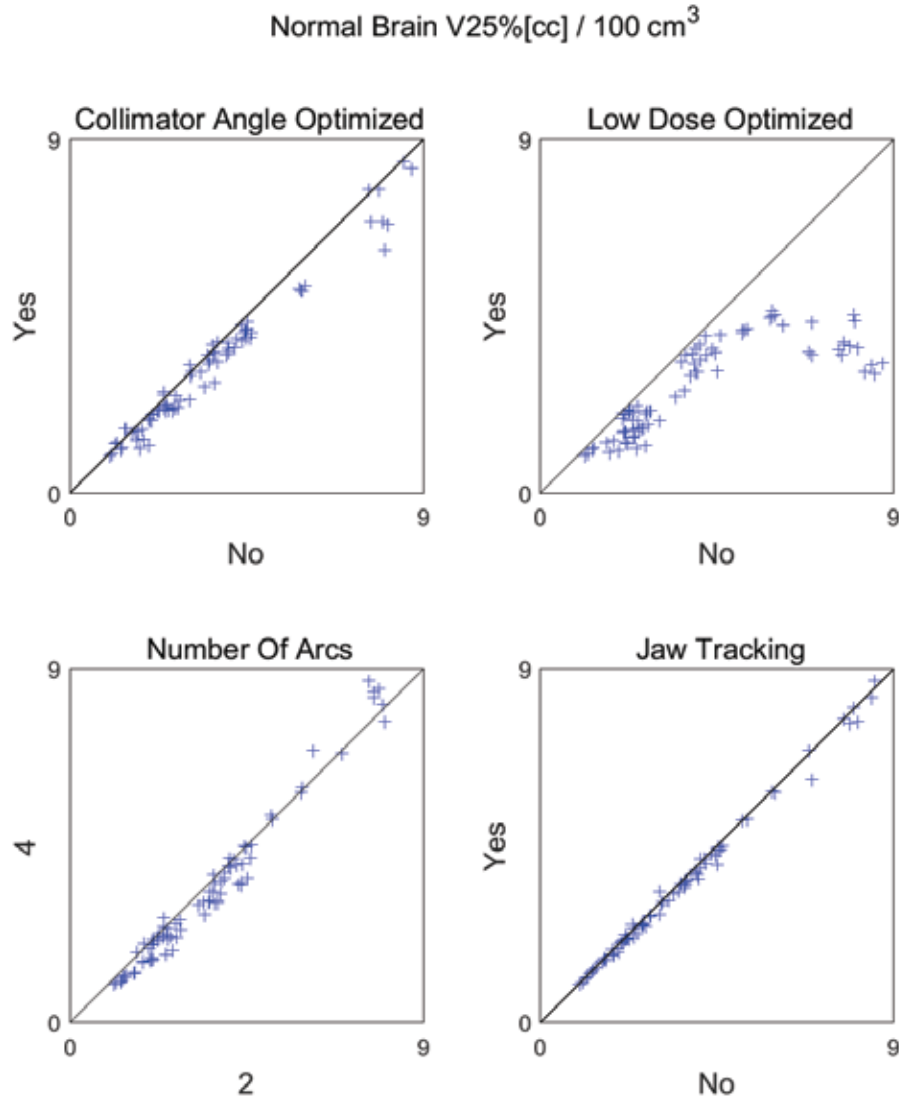 Normal Brain V25%[cc] / 100 cm³
Collimator Angle Optimized
9
Yes
0
0
9
No
Low Dose Optimized
9
Yes
0
0
9
No
Number Of Arcs
9
4
0
0
9
2
Jaw Tracking
9
Yes
0
0
9
No